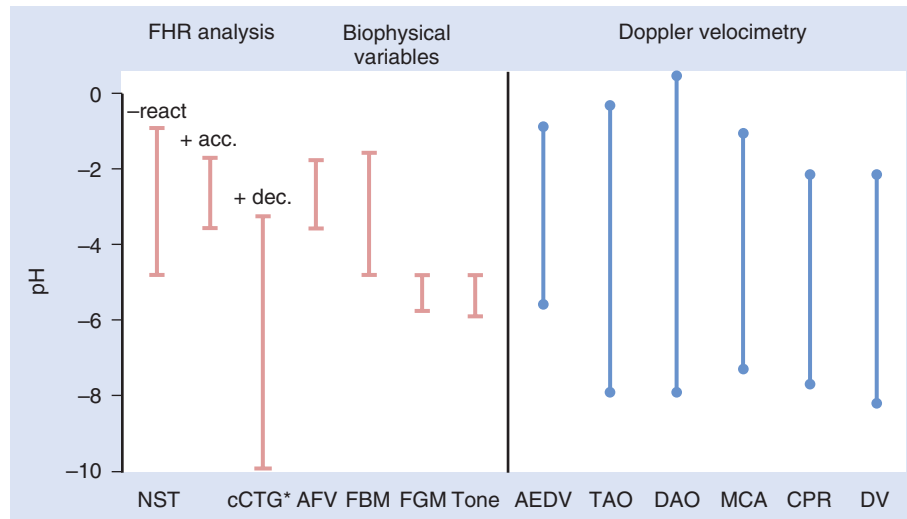 FHR analysis
Biophysical
variables
Doppler velocimetry
pH
0
–2
–4
–6
–8
–10
–react
+ acc.
+ dec.
NST cCTG* AFV FBM FGM Tone AEDV TAO DAO MCA CPR DV